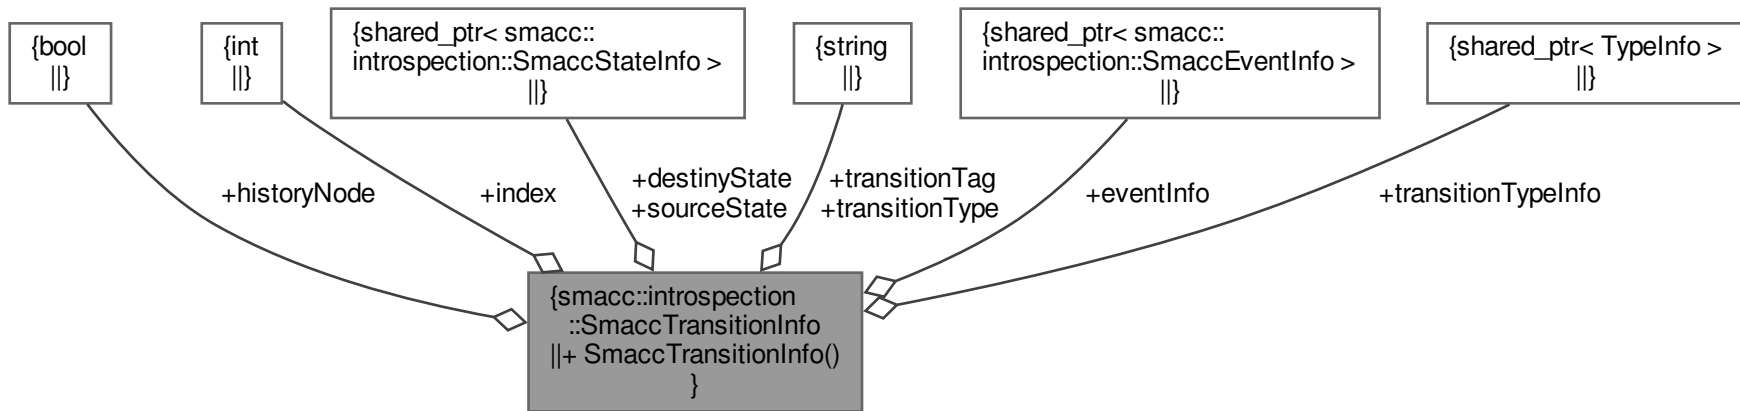 {bool
||}
{int
||}
{shared_ptr< smacc::
introspection::SmaccStateInfo >
||}
{string
||}
{shared_ptr< smacc::
introspection::SmaccEventInfo >
||}
{shared_ptr< TypeInfo >
||}
+historyNode
+index
+destinyState
+sourceState
+transitionTag
+transitionType
+eventInfo
+transitionTypeInfo
{smacc::introspection
::SmaccTransitionInfo
||+ SmaccTransitionInfo()
}